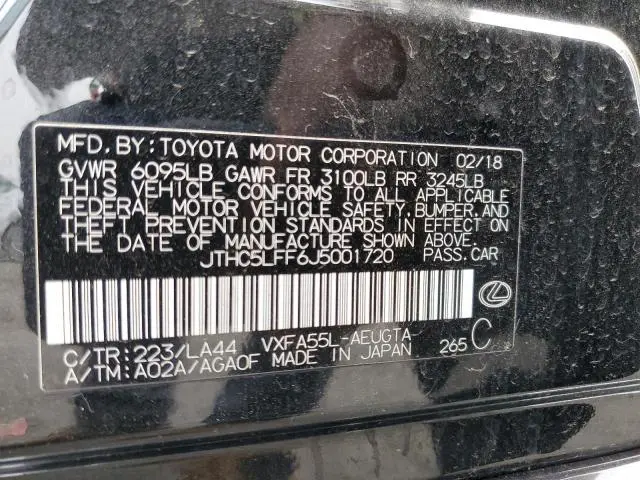 MFD. BY: TOYOTA MOTOR CORPORATION 02/18
GVWR 6095LB GAWR FR 3100LB RR 3245LB
THIS VEHICLE CONFORMS TO ALL APPLICABLE
FEDERAL MOTOR VEHICLE SAFETY, BUMPER, AND
THEFT PREVENTION STANDARDS IN EFFECT ON
THE DATE OF MANUFACTURE SHOWN ABOVE.
JTHC5LFF6J5001720 PASS. CAR
C/TR: 223/LA44 VXFA55L-AEUGTA 265 C
A/TM: A02A/AGA0F MADE IN JAPAN